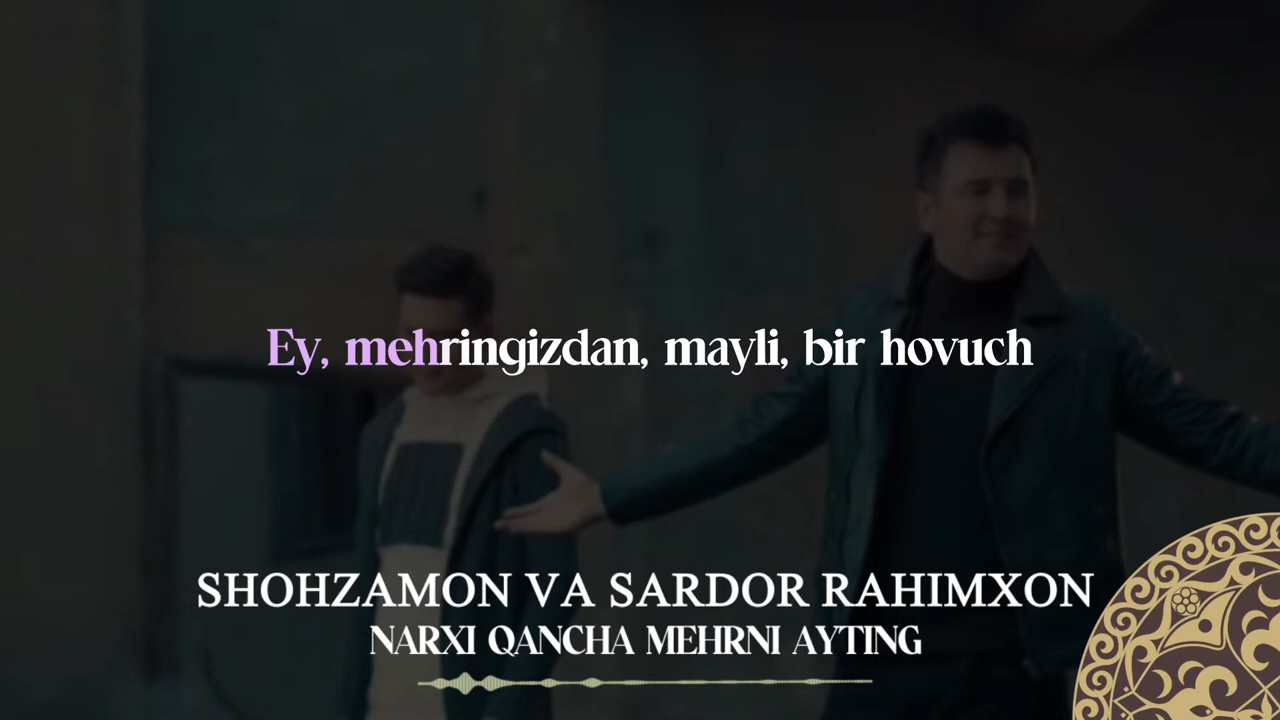 Ey, mehringizdan, mayli, bir hovuch
SHOHZAMON VA SARDOR RAHIMXON
NARXI QANCHA MEHRNI AYTING